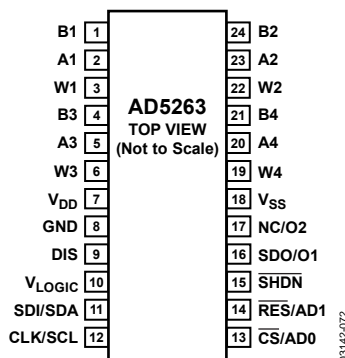 B1 1 24 B2
A1 2 23 A2
W1 3 22 W2
B3 4 21 B4
A3 5 20 A4
W3 6 19 W4
VDD 7 18 VSS
GND 8 17 NC/O2
DIS 9 16 SDO/O1
VLOGIC 10 15 SHDN
SDI/SDA 11 14 RES/AD1
CLK/SCL 12 13 CS/AD0
AD5263
TOP VIEW
(Not to Scale)
03142-072